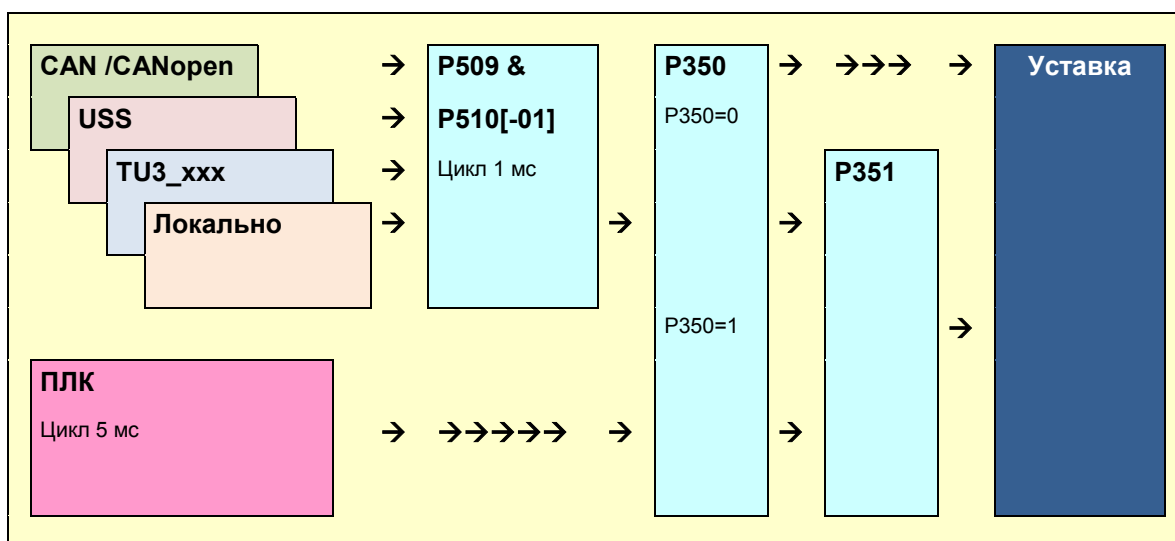 CAN /CANopen
USS
TU3_xxx
Локально
ПЛК
Цикл 5 мс
→
→
→
→
→ →→→→→ →
P509 &
P510[-01]
Цикл 1 мс
→
P350
P350=0
P350=1
→ →→→ →
→
→
P351
→
Уставка